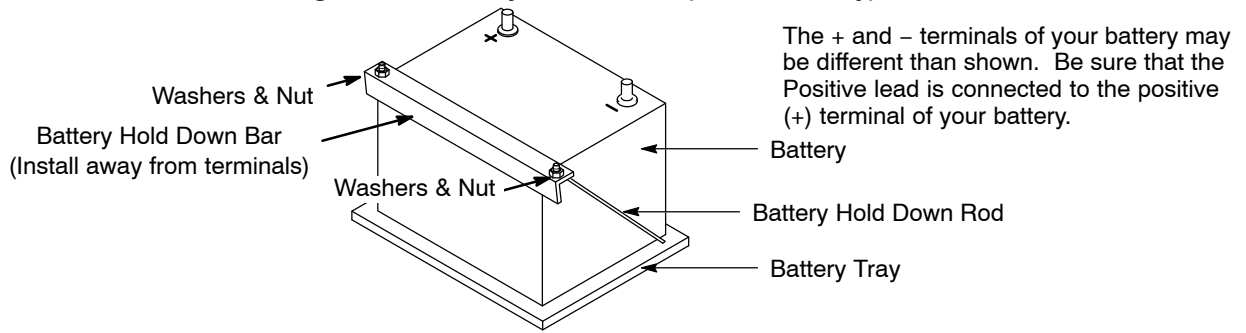 +
−
The + and − terminals of your battery may
be different than shown. Be sure that the
Positive lead is connected to the positive
(+) terminal of your battery.
Washers & Nut
Battery Hold Down Bar
(Install away from terminals)
Washers & Nut
Battery
Battery Hold Down Rod
Battery Tray